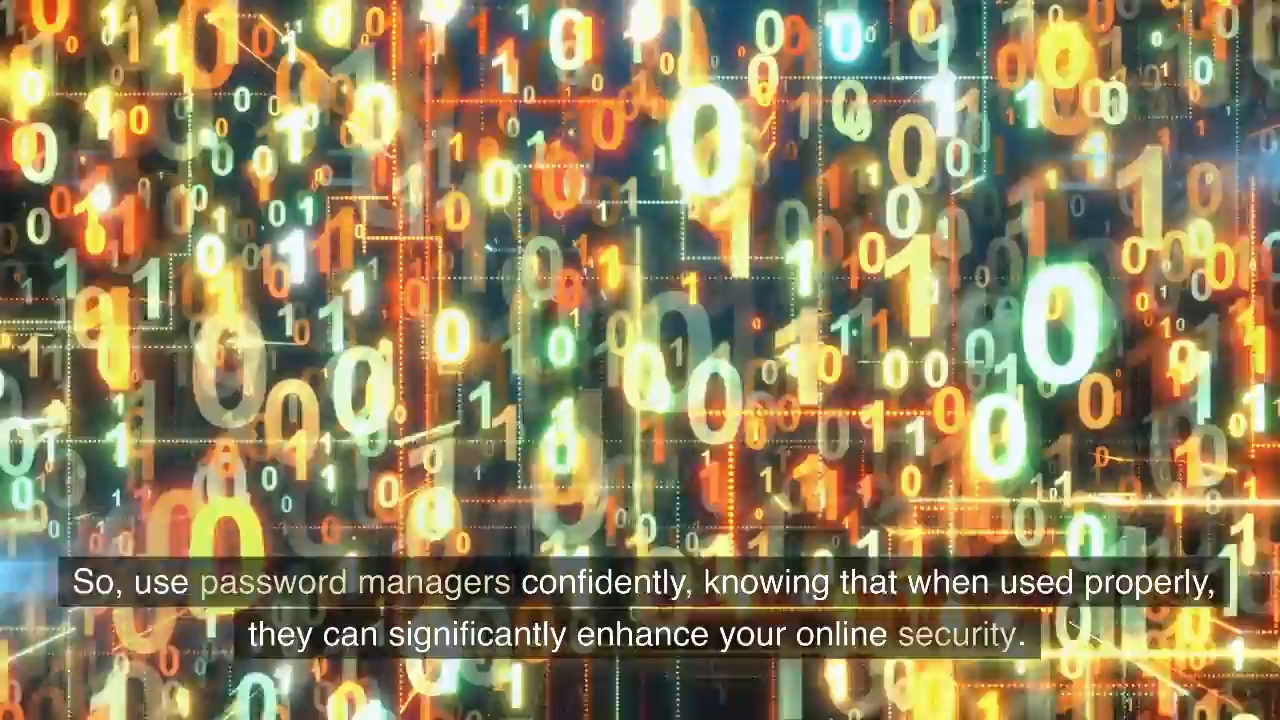 So, use password managers confidently, knowing that when used properly,
they can significantly enhance your online security.